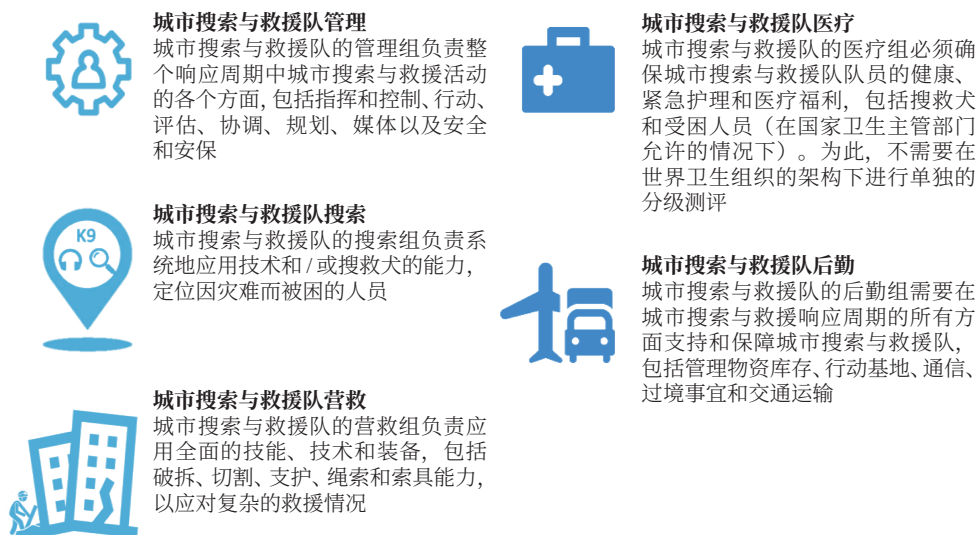 城市搜索与救援队管理
城市搜索与救援队的管理组负责整
个响应周期中城市搜索与救援活动
的各个方面，包括指挥和控制、行动、
评估、协调、规划、媒体以及安全
和安保
K9
城市搜索与救援队搜索
城市搜索与救援队的搜索组负责系
统地应用技术和/或搜救犬的能力，
定位因灾难而被困的人员
城市搜索与救援队营救
城市搜索与救援队的营救组负责应
用全面的技能、技术和装备，包括
破拆、切割、支护、绳索和索具能力，
以应对复杂的救援情况
城市搜索与救援队医疗
城市搜索与救援队的医疗组必须确
保城市搜索与救援队队员的健康、
紧急护理和医疗福利，包括搜救犬
和受困人员（在国家卫生主管部门
允许的情况下）。为此，不需要在
世界卫生组织的架构下进行单独的
分级测评
城市搜索与救援队后勤
城市搜索与救援队的后勤组需要在
城市搜索与救援响应周期的所有方
面支持和保障城市搜索与救援队，
包括管理物资库存、行动基地、通信、
过境事宜和交通运输